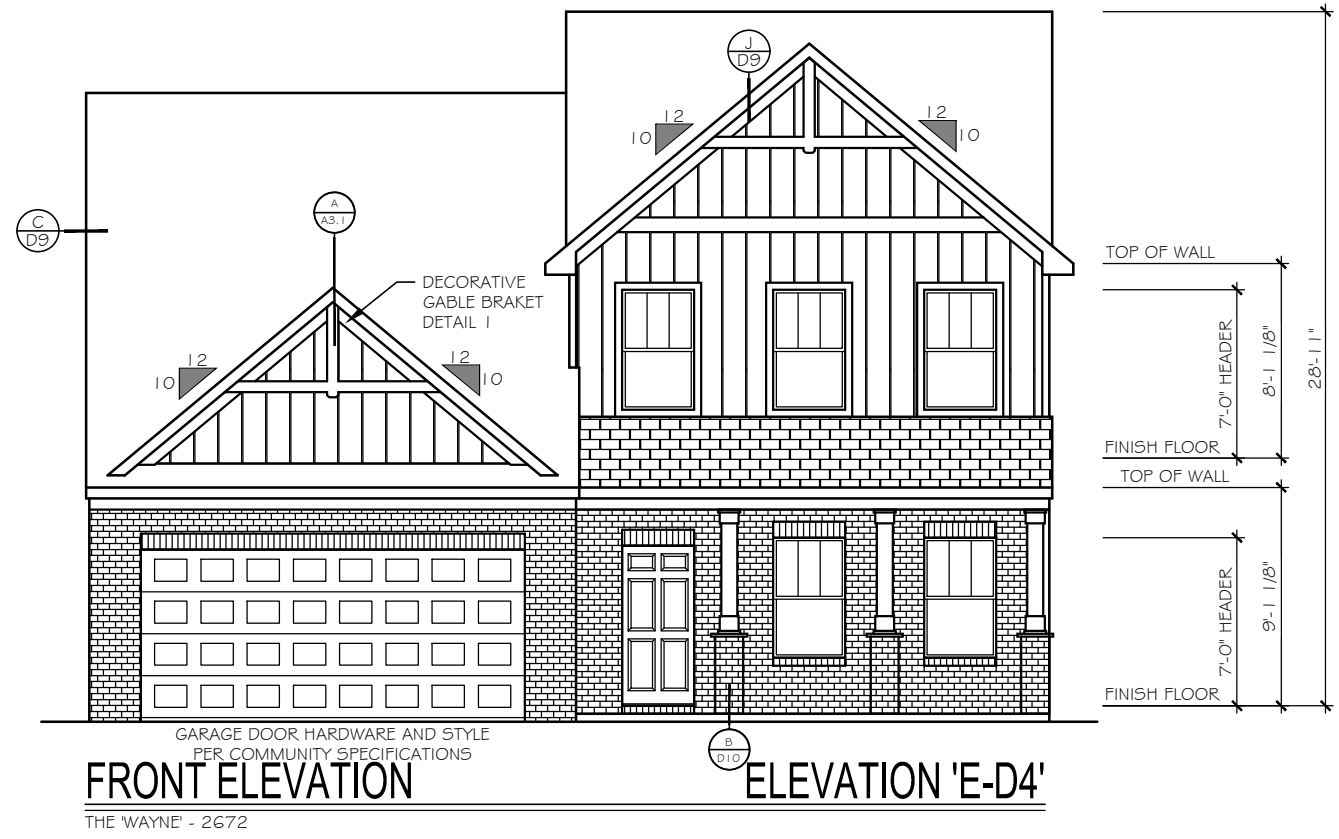 J
D9
12
10
12
10
C
D9
A
A3.1
DECORATIVE
GABLE BRAKET
DETAIL 1
12
10
12
10
TOP OF WALL
7'-0" HEADER
8'-1 1/8"
28'-11"
FINISH FLOOR
TOP OF WALL
7'-0" HEADER
9'-1 1/8"
FINISH FLOOR
B
D10
GARAGE DOOR HARDWARE AND STYLE
PER COMMUNITY SPECIFICATIONS
FRONT ELEVATION
ELEVATION 'E-D4'
THE 'WAYNE' - 2672